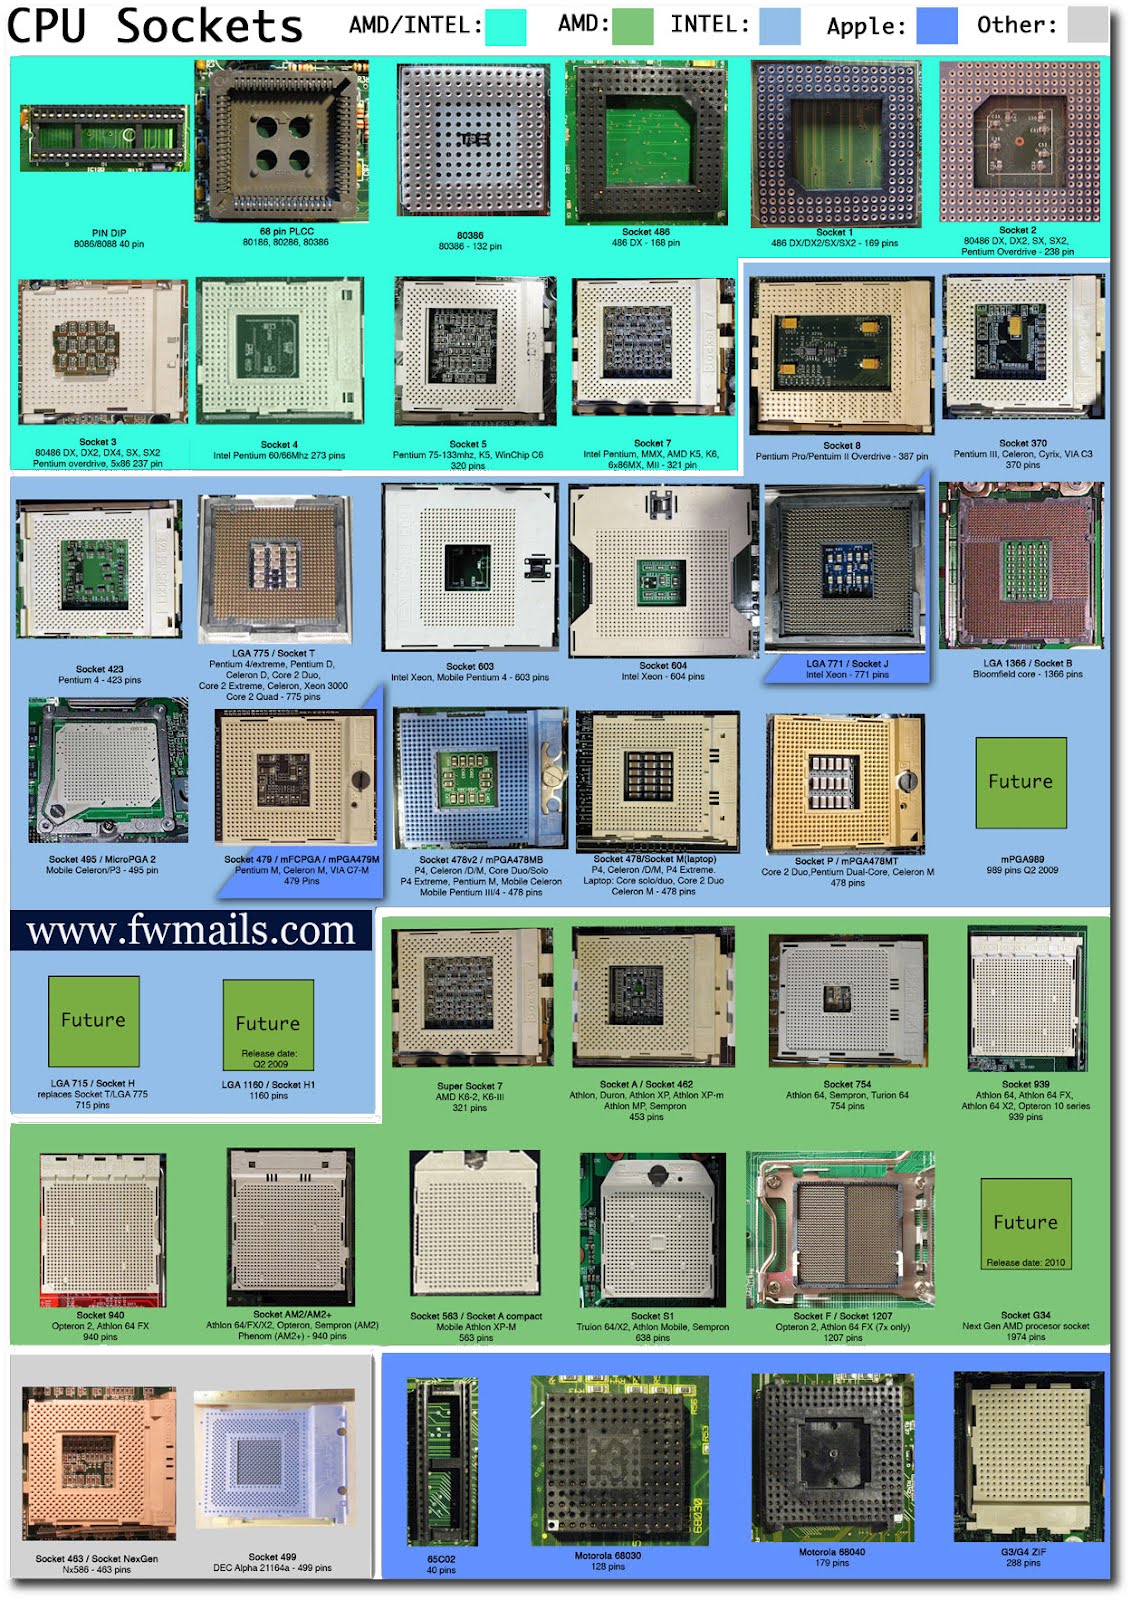 CPU Sockets
AMD/INTEL:
AMD:
INTEL:
Apple:
Other:
PIN DIP
8086/8088 40 pin
68 pin PLCC
80186, 80286, 80386
80386
80386 - 132 pin
Socket 486
486 DX - 168 pin
Socket 1
486 DX/DX2/SX/SX2 - 169 pins
Socket 2
80486 DX, DX2, SX, SX2,
Pentium Overdrive - 238 pin
Socket 3
80486 DX, DX2, DX4, SX, SX2
Pentium overdrive, 5x86 237 pin
Socket 4
Intel Pentium 60/66Mhz 273 pins
Socket 5
Pentium 75-133mhz, K5, WinChip C6
320 pins
Socket 7
Intel Pentium, MMX, AMD K5, K6,
6x86MX, MII - 321 pin
Socket 8
Pentium Pro/Pentuim II Overdrive - 387 pin
Socket 370
Pentium III, Celeron, Cyrix, VIA C3
370 pins
Socket 423
Pentium 4 - 423 pins
LGA 775 / Socket T
Pentium 4/extreme, Pentium D,
Celeron D, Core 2 Duo,
Core 2 Extreme, Celeron, Xeon 3000
Core 2 Quad - 775 pins
Socket 603
Intel Xeon, Mobile Pentium 4 - 603 pins
Socket 604
Intel Xeon - 604 pins
LGA 771 / Socket J
Intel Xeon - 771 pins
LGA 1366 / Socket B
Bloomfield core - 1366 pins
Socket 495 / MicroPGA 2
Mobile Celeron/P3 - 495 pin
Socket 479 / mFCPGA / mPGA479M
Pentium M, Celeron M, VIA C7-M
479 Pins
Socket 478v2 / mPGA478MB
P4, Celeron /D/M, Core Duo/Solo
P4 Extreme, Pentium M, Mobile Celeron
Mobile Pentium III/4 - 478 pins
Socket 478/Socket M(laptop)
P4, Celeron /D/M, P4 Extreme.
Laptop: Core solo/duo, Core 2 Duo
Celeron M - 478 pins
Socket P / mPGA478MT
Core 2 Duo,Pentium Dual-Core, Celeron M
478 pins
Future
mPGA989
989 pins Q2 2009
www.fwmails.com
Future
LGA 715 / Socket H
replaces Socket T/LGA 775
715 pins
Future
Release date:
Q2 2009
LGA 1160 / Socket H1
1160 pins
Super Socket 7
AMD K6-2, K6-III
321 pins
Socket A / Socket 462
Athlon, Duron, Athlon XP, Athlon XP-m
Athlon MP, Sempron
453 pins
Socket 754
Athlon 64, Sempron, Turion 64
754 pins
Socket 939
Athlon 64, Athlon 64 FX,
Athlon 64 X2, Opteron 10 series
939 pins
Socket 940
Opteron 2, Athlon 64 FX
940 pins
Socket AM2/AM2+
Athlon 64/FX/X2, Opteron, Sempron (AM2)
Phenom (AM2+) - 940 pins
Socket 563 / Socket A compact
Mobile Athlon XP-M
563 pins
Socket S1
Truion 64/X2, Athlon Mobile, Sempron
638 pins
Socket F / Socket 1207
Opteron 2, Athlon 64 FX (7x only)
1207 pins
Future
Release date: 2010
Socket G34
Next Gen AMD procesor socket
1974 pins
Socket 463 / Socket NexGen
Nx586 - 463 pins
Socket 499
DEC Alpha 21164a - 499 pins
65C02
40 pins
68030
Motorola 68030
128 pins
Motorola 68040
179 pins
G3/G4 ZIF
288 pins